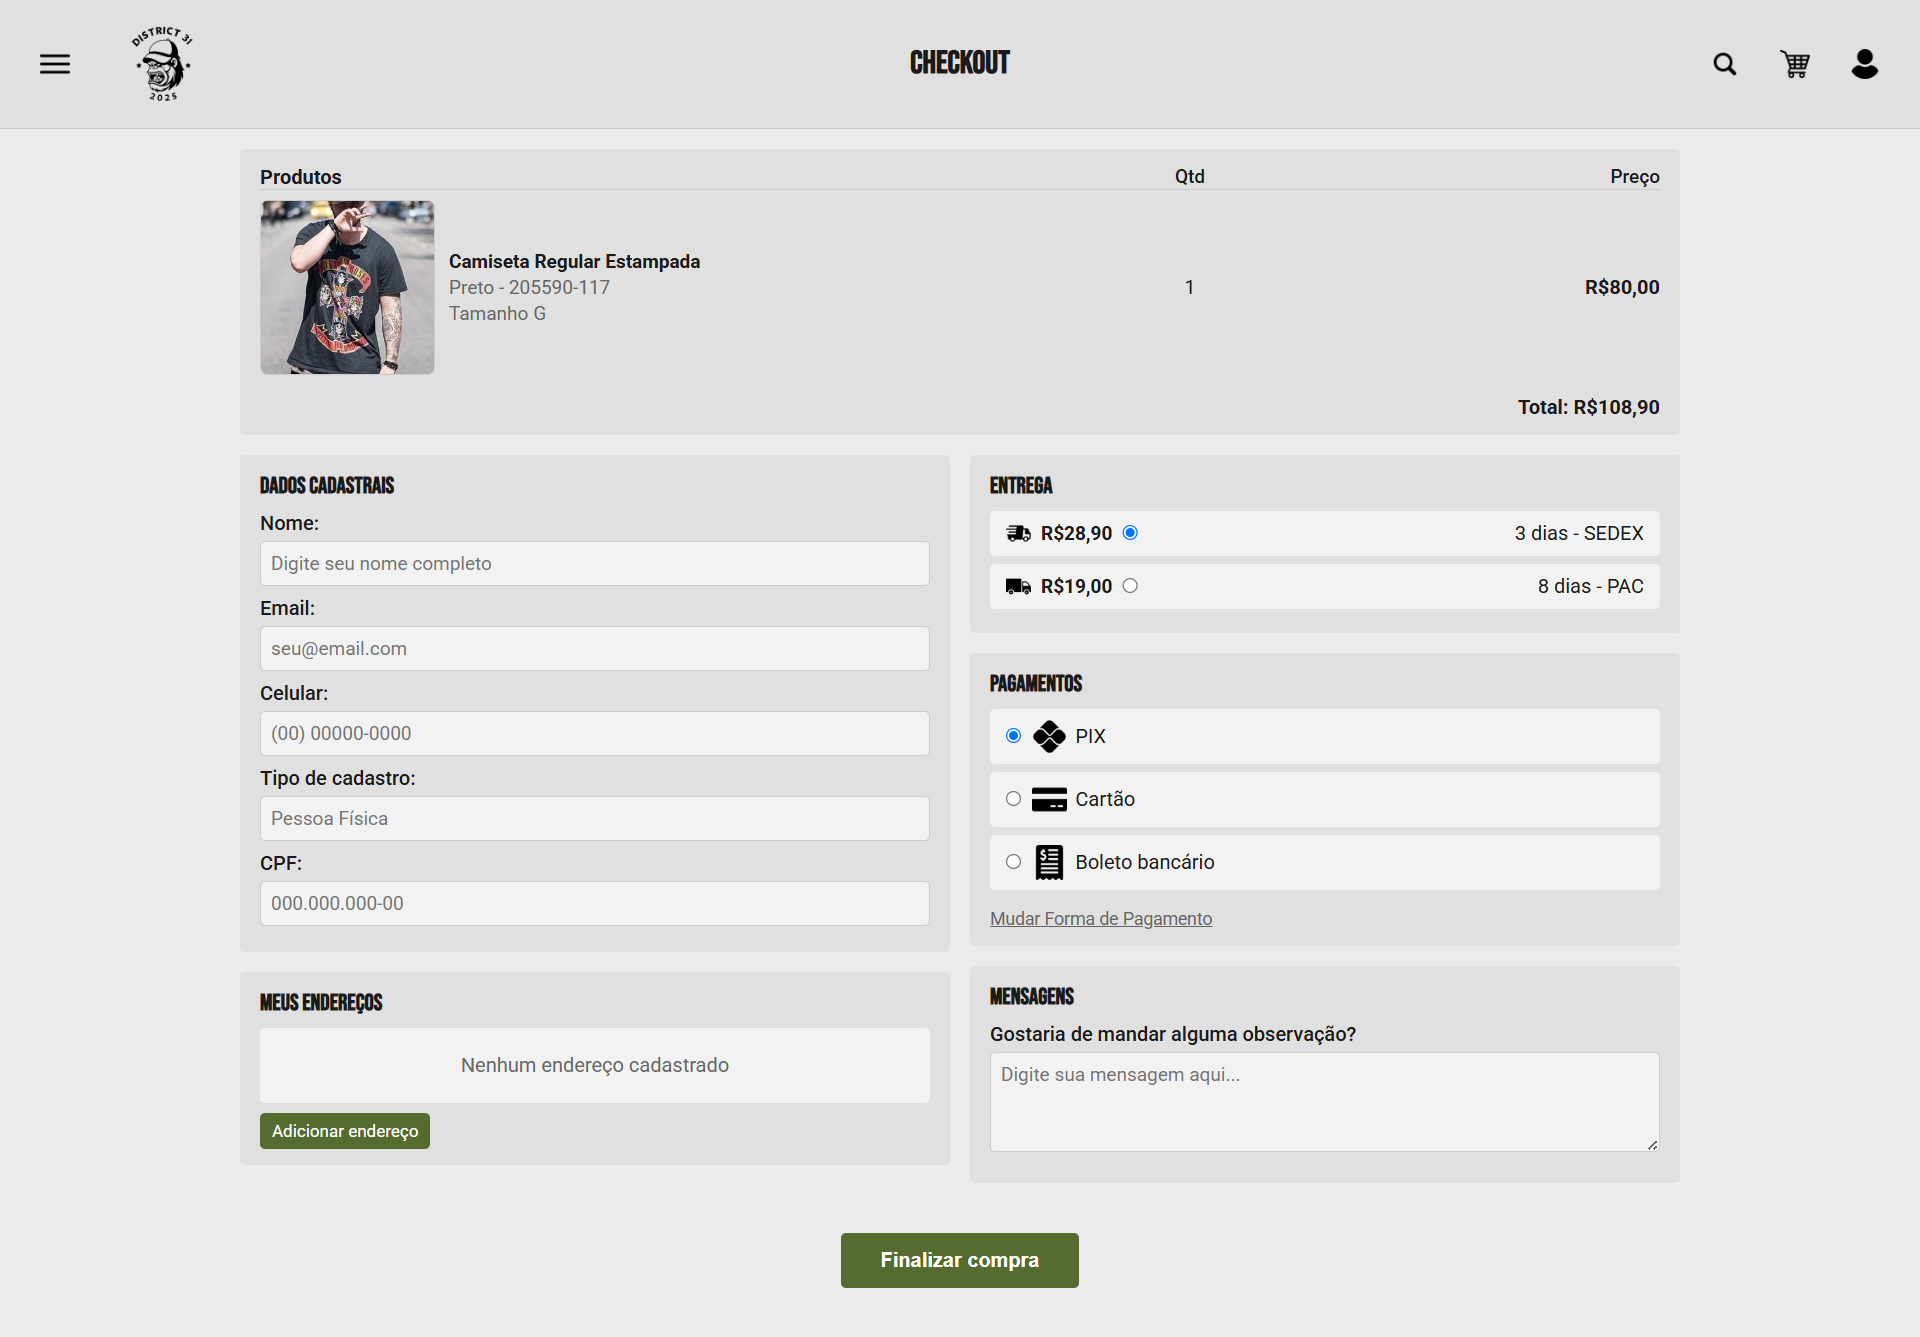 DISTRICT 31
2025
CHECKOUT
Produtos
Qtd
Preço
Camiseta Regular Estampada
Preto - 205590-117
Tamanho G
1
R$80,00
Total: R$108,90
DADOS CADASTRAIS
Nome:
Digite seu nome completo
Email:
seu@email.com
Celular:
(00) 00000-0000
Tipo de cadastro:
Pessoa Física
CPF:
000.000.000-00
MEUS ENDEREÇOS
Nenhum endereço cadastrado
Adicionar endereço
ENTREGA
R$28,90
3 dias - SEDEX
R$19,00
8 dias - PAC
PAGAMENTOS
PIX
Cartão
Boleto bancário
Mudar Forma de Pagamento
MENSAGENS
Gostaria de mandar alguma observação?
Digite sua mensagem aqui...
Finalizar compra